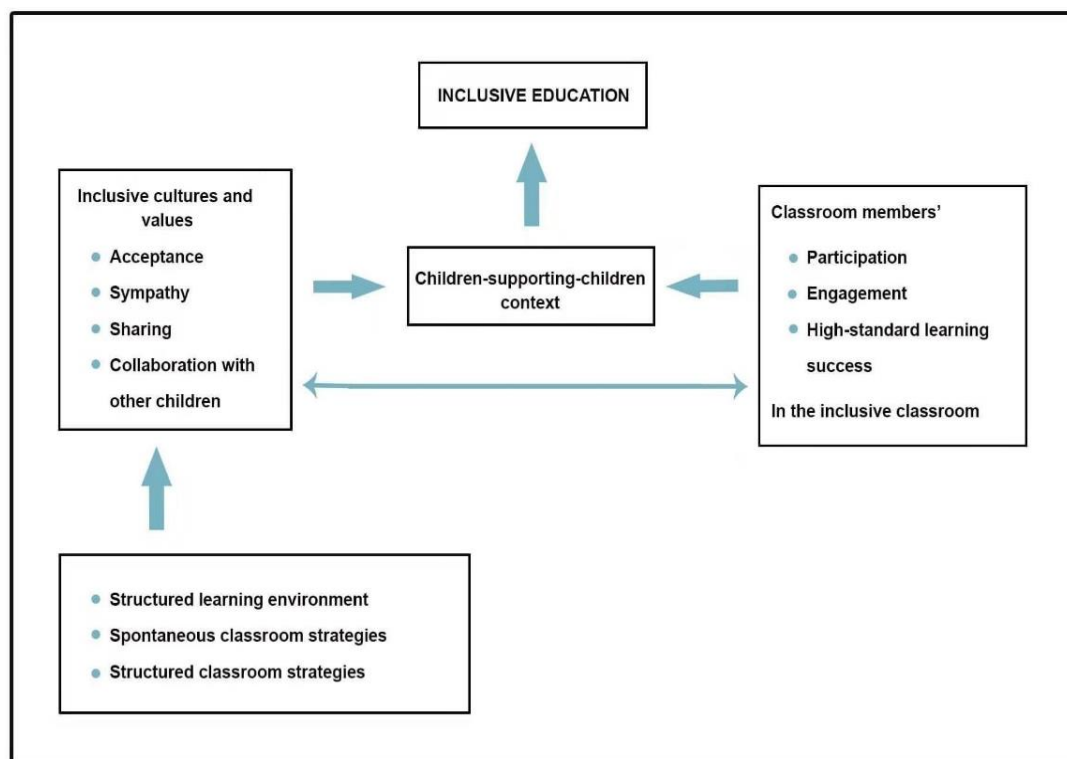 INCLUSIVE EDUCATION
Inclusive cultures and
values
Acceptance
Sympathy
Sharing
Collaboration with
other children
Children-supporting-children
context
Classroom members’
Participation
Engagement
High-standard learning
success
In the inclusive classroom
Structured learning environment
Spontaneous classroom strategies
Structured classroom strategies